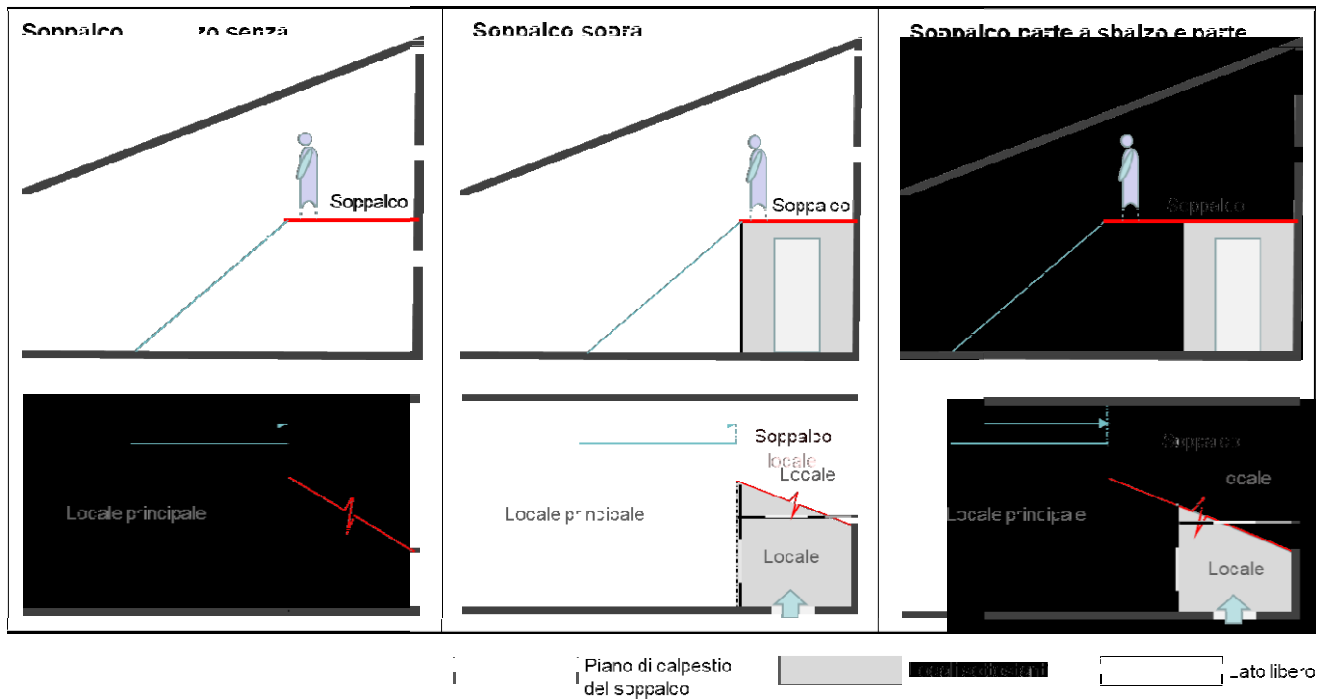 Soppalco zo senza
Soppalco sopra
Soppalco parte a sbalzo e parte
Soppalco
Soppalco
Soppalco
Soppalco
locale
Locale
Soppalco
ocale
Locale principale
Locale principale
Locale principale
Locale
Locale
Piano di calpestio
del soppalco
Lato libero